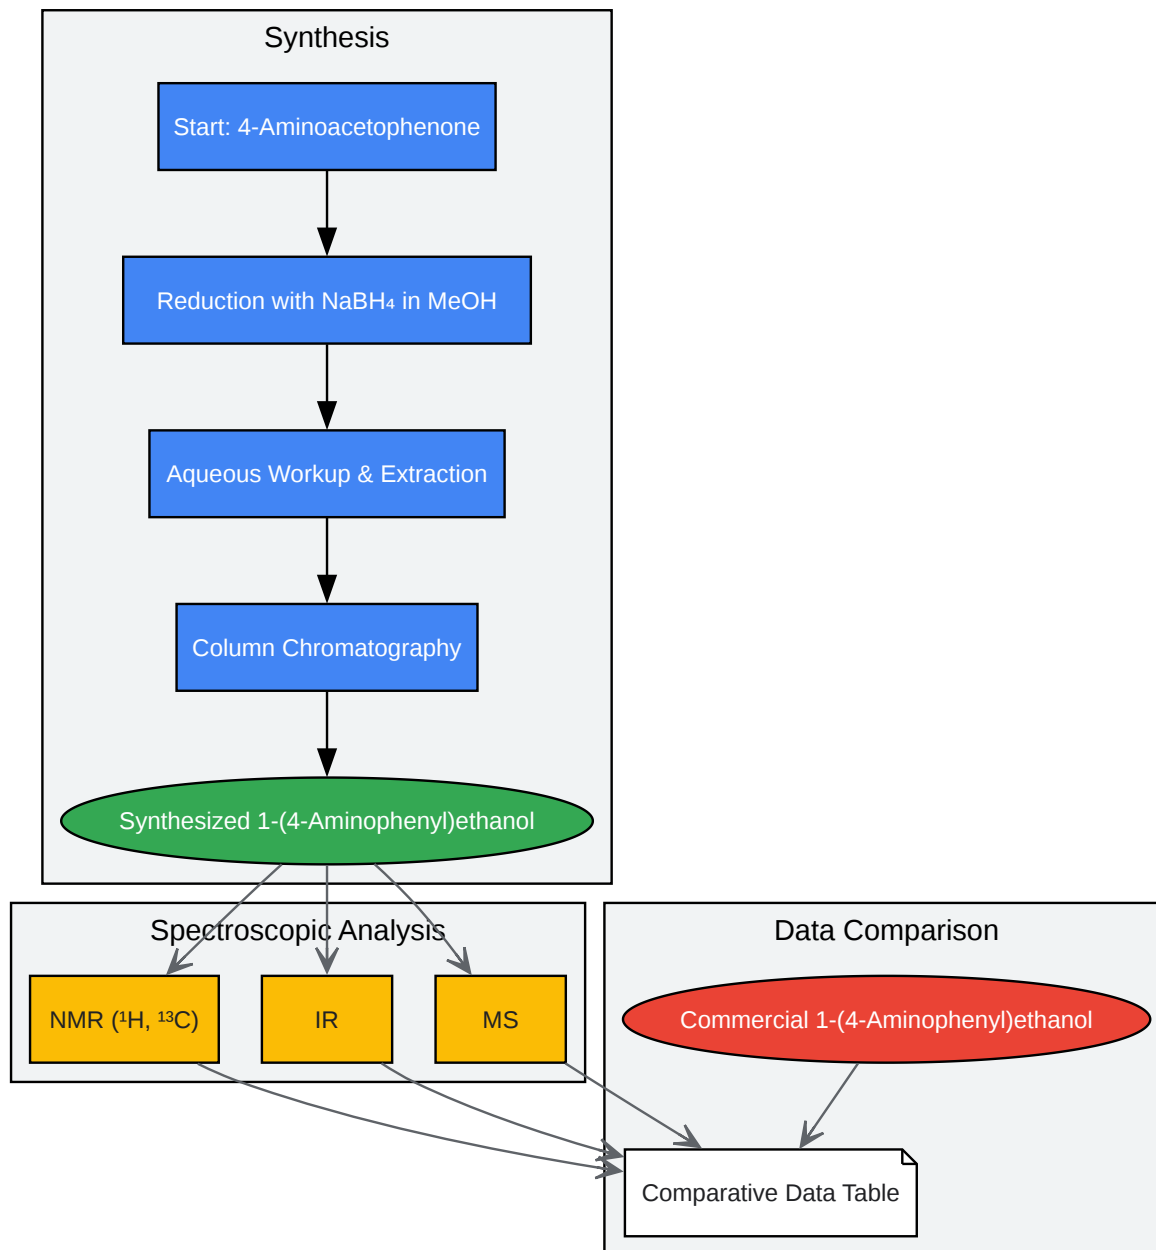 Synthesis
Start: 4-Aminoacetophenone
Reduction with NaBH₄ in MeOH
Aqueous Workup & Extraction
Column Chromatography
Synthesized 1-(4-Aminophenyl)ethanol
Spectroscopic Analysis
NMR (¹H, ¹³C)
IR
MS
Data Comparison
Commercial 1-(4-Aminophenyl)ethanol
Comparative Data Table